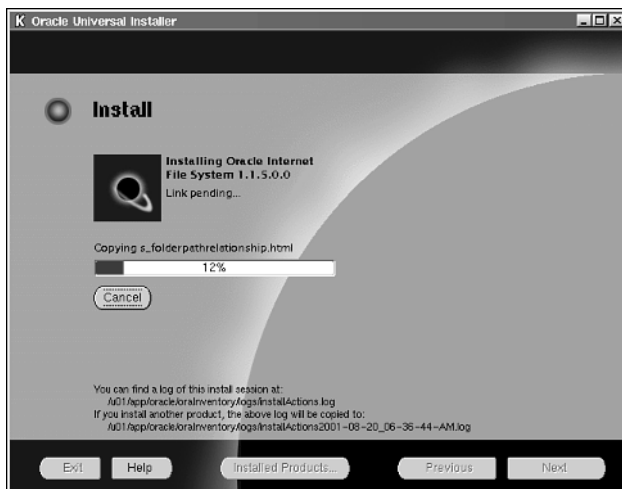 K Oracle Universal Installer
Install
Installing Oracle Internet
File System 1.1.5.0.0
Link pending...
Copying s_folderpathrelationship.html
12%
Cancel
You can find a log of this install session at:
/u01/app/oracle/oraInventory/logs/installActions.log
If you install another product, the above log will be copied to:
/u01/app/oracle/oraInventory/logs/installActions2001-08-20_06-36-44-AM.log
Exit Help Installed Products... Previous Next